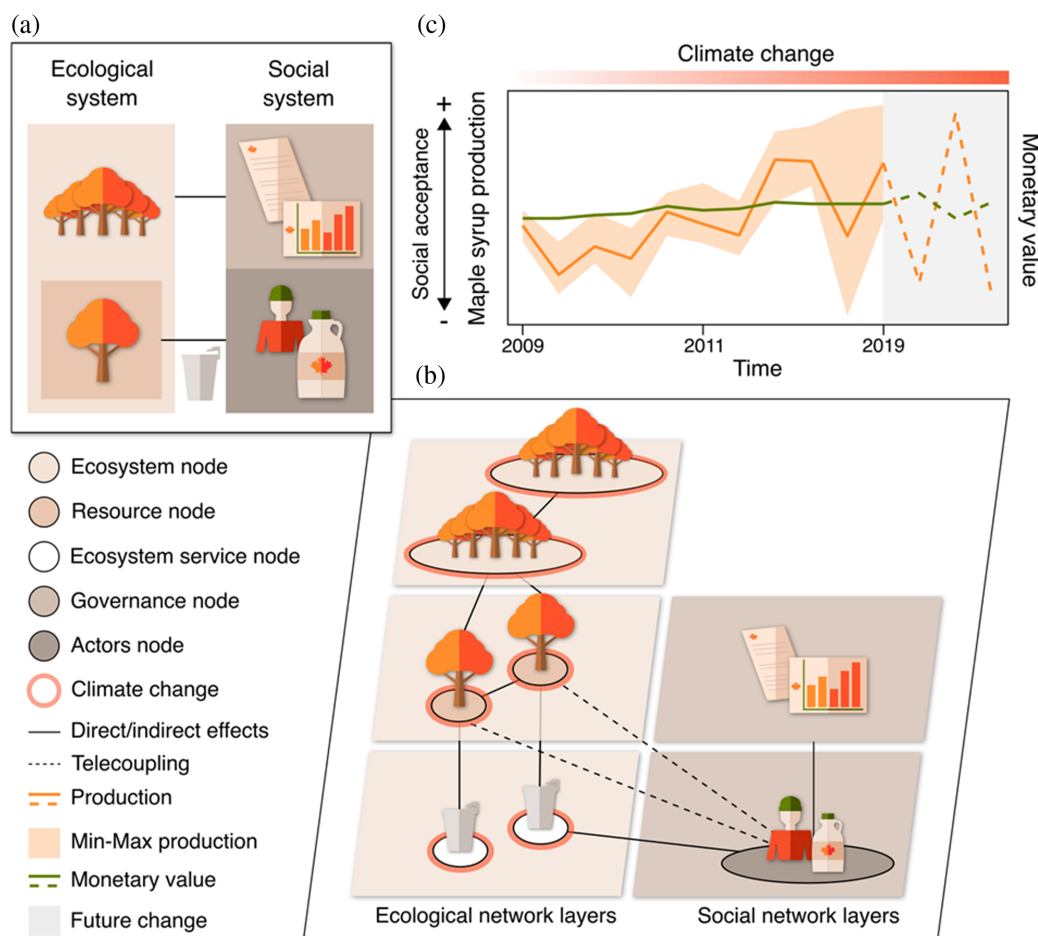 (a)
Ecological
system
Social
system
(c)
Climate change
+
Social acceptance
-
Maple syrup production
Monetary value
2009
2011
2019
Time
(b)
Ecosystem node
Resource node
Ecosystem service node
Governance node
Actors node
Climate change
Direct/indirect effects
Telecoupling
Production
Min-Max production
Monetary value
Future change
Ecological network layers
Social network layers